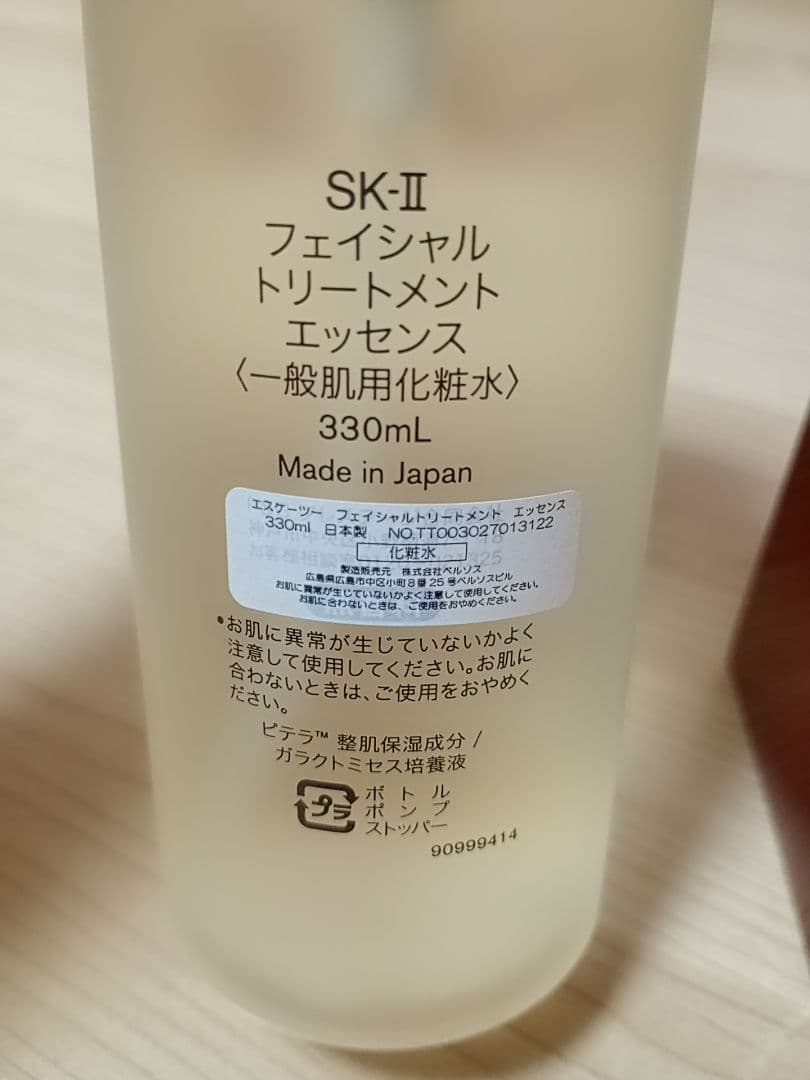 SK-II
フェイシャル
トリートメント
エッセンス
〈一般肌用化粧水〉
330mL
Made in Japan
エスケーツー フェイシャルトリートメント エッセンス
330ml 日本製 NO.TT003027013122
化粧水
製造販売元 株式会社ベルソス
広島県広島市中区小町8番25号ベルソスビル
お肌に異常が生じていないかよく注意して使用してください。
お肌に合わないときは、ご使用をおやめください。
•お肌に異常が生じていないかよく
注意して使用してください。お肌に
合わないときは、ご使用をおやめく
ださい。
ピテラ™ 整肌保湿成分 /
ガラクトミセス培養液
プラ
ボトル
ポンプ
ストッパー
90999414